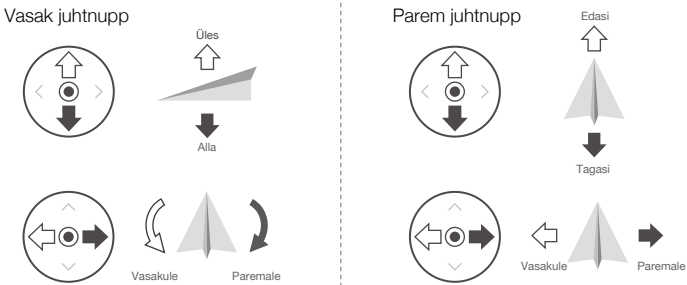 Vasak juhtnupp
Üles
Alla
Vasakule
Paremale
Parem juhtnupp
Edasi
Tagasi
Vasakule
Paremale